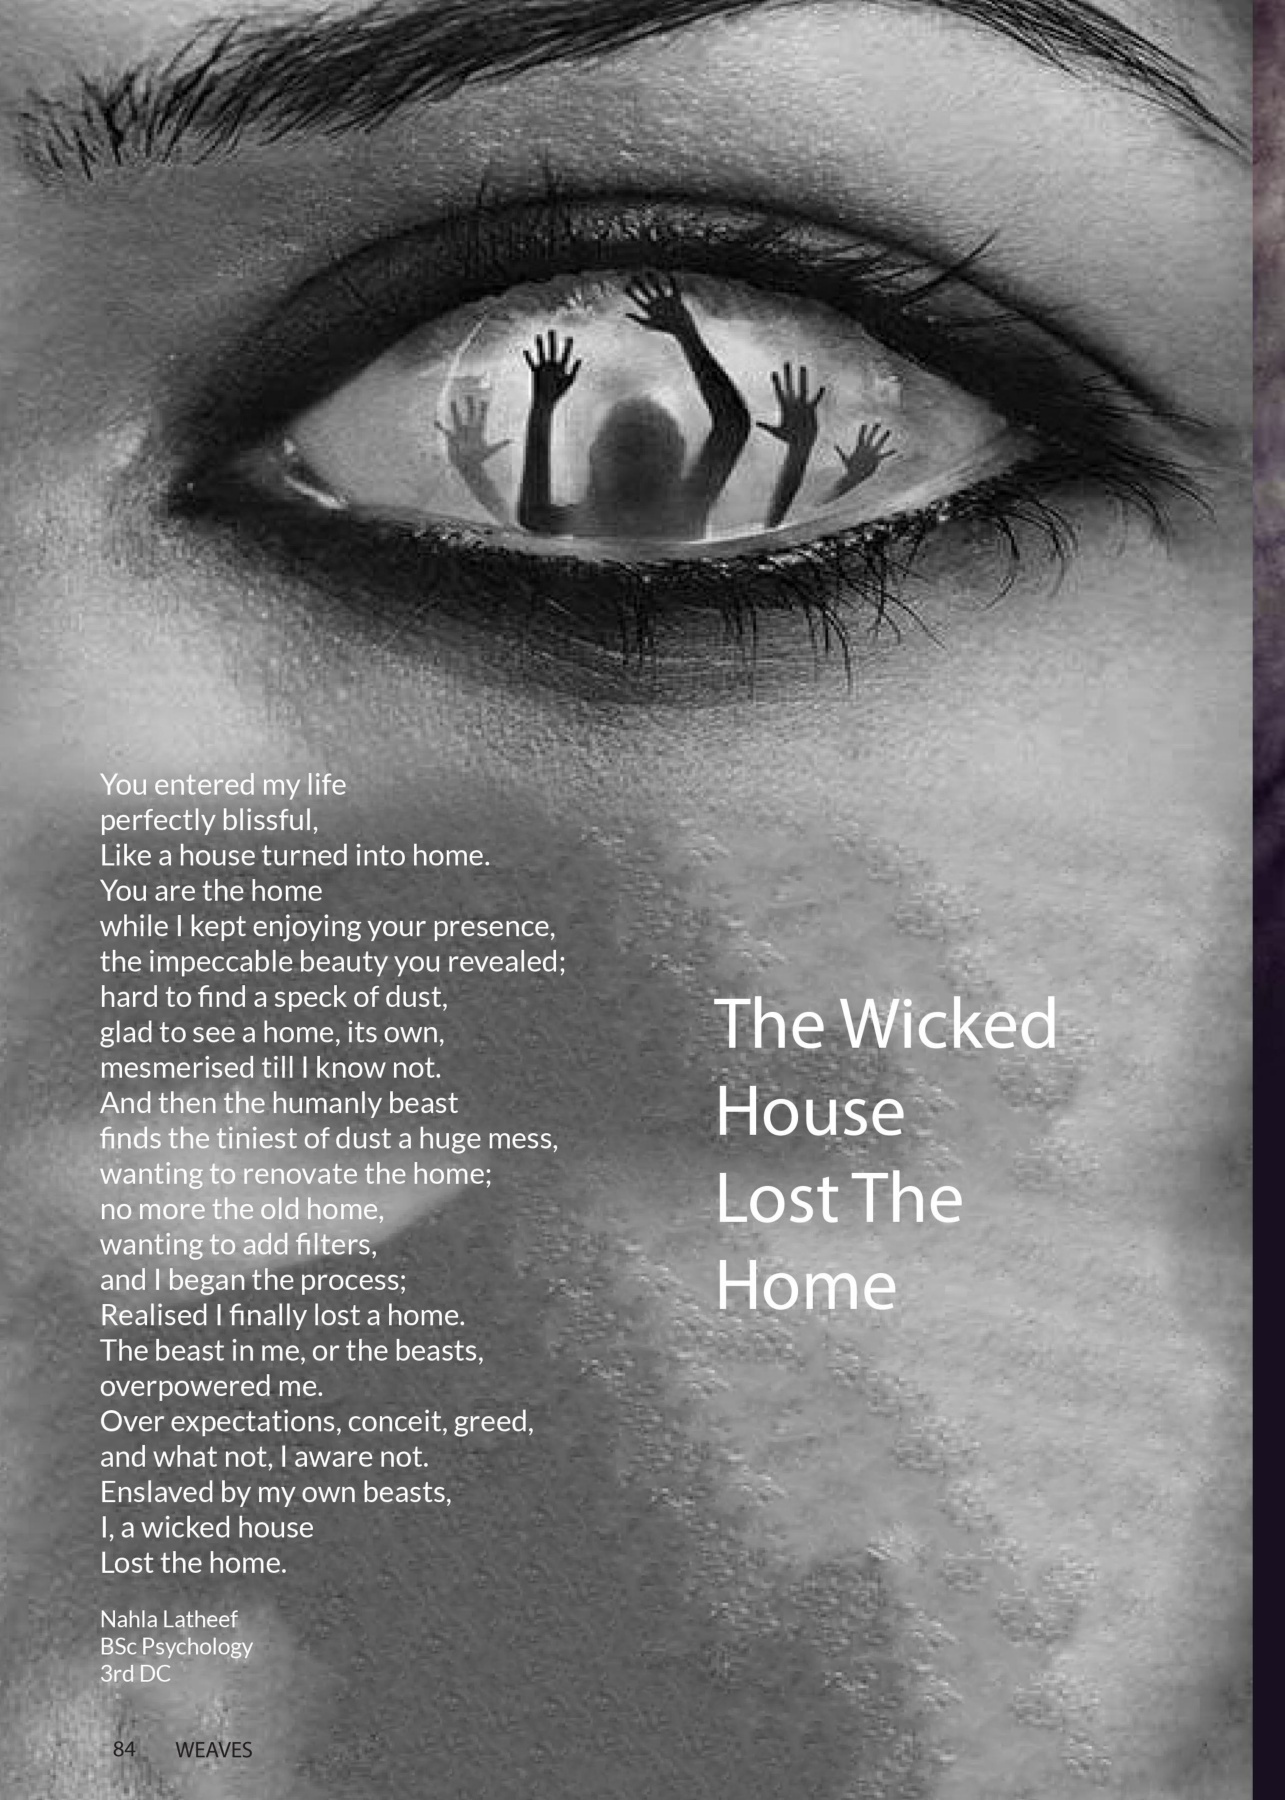 You entered my life
perfectly blissful,
Like a house turned into home.
You are the home
while I kept enjoying your presence,
the impeccable beauty you revealed;
hard to find a speck of dust,
glad to see a home, its own,
mesmerised till I know not.
And then the humanly beast
finds the tiniest of dust a huge mess,
wanting to renovate the home;
no more the old home,
wanting to add filters,
and I began the process;
Realised I finally lost a home.
The beast in me, or the beasts,
overpowered me.
Over expectations, conceit, greed,
and what not, I aware not.
Enslaved by my own beasts,
I, a wicked house
Lost the home.
Nahla Latheef
BSc Psychology
3rd DC
The Wicked
House
Lost The
Home
84 WEAVES